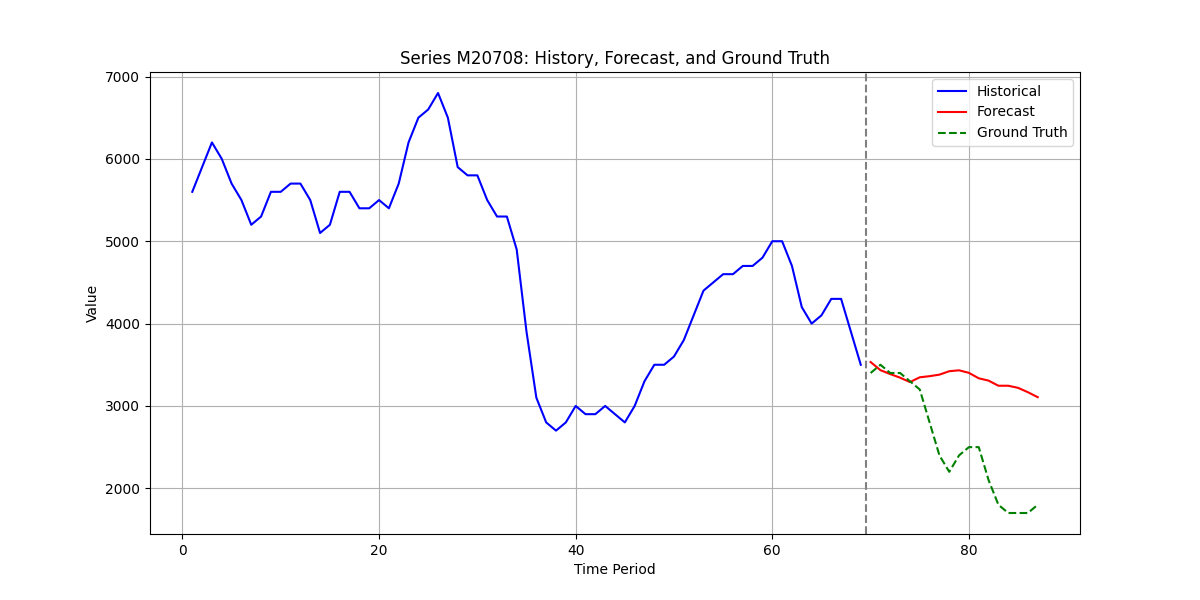 Series M20708: History, Forecast, and Ground Truth
Historical
Forecast
Ground Truth
7000
6000
5000
4000
3000
2000
Value
0 20 40 60 80
Time Period